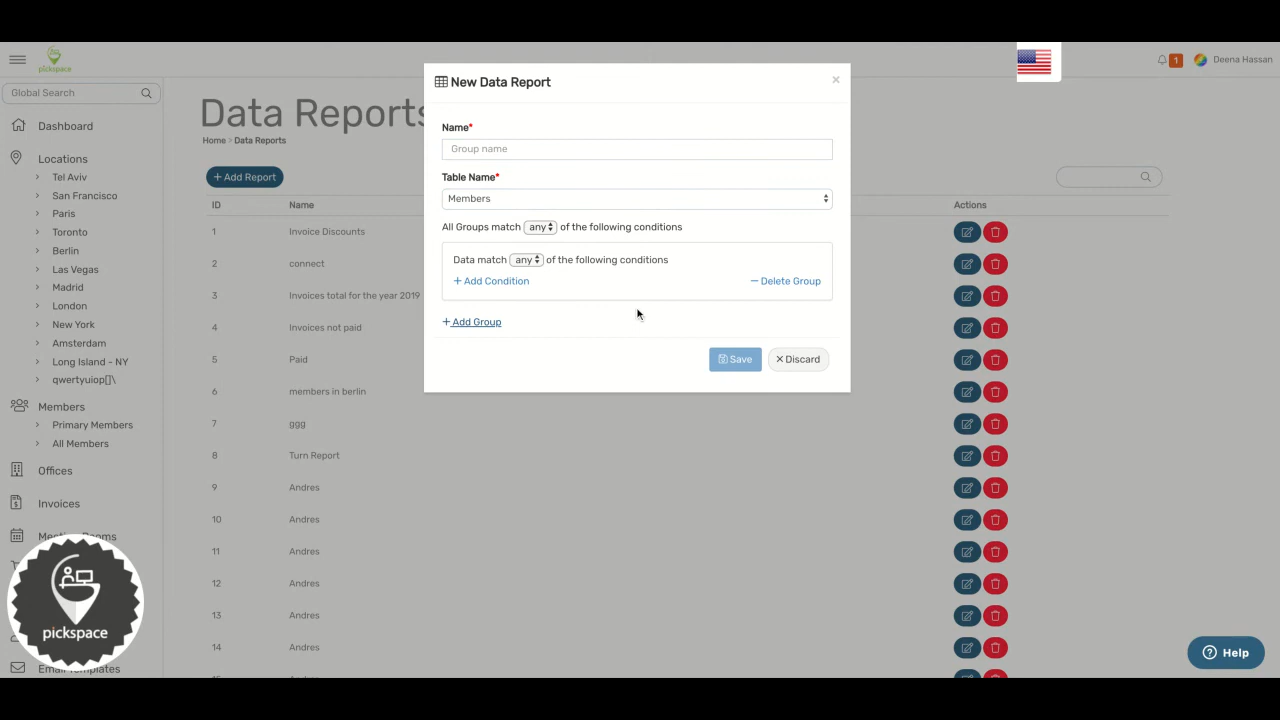 pickspace
1
Deena Hassan
Global Search
Dashboard
Locations
Tel Aviv
San Francisco
Paris
Toronto
Berlin
Las Vegas
Madrid
London
New York
Amsterdam
Long Island - NY
qwertyuiop[]\
Members
Primary Members
All Members
Offices
Invoices
Meeting Rooms
Email Templates
pickspace
Data Reports
Home > Data Reports
+ Add Report
ID Name Actions
1 Invoice Discounts
2 connect
3 Invoices total for the year 2019
4 Invoices not paid
5 Paid
6 members in berlin
7 ggg
8 Turn Report
9 Andres
10 Andres
11 Andres
12 Andres
13 Andres
14 Andres
New Data Report
×
Name*
Group name
Table Name*
Members
All Groups match any of the following conditions
Data match any of the following conditions
+ Add Condition — Delete Group
+ Add Group
Save × Discard
Help